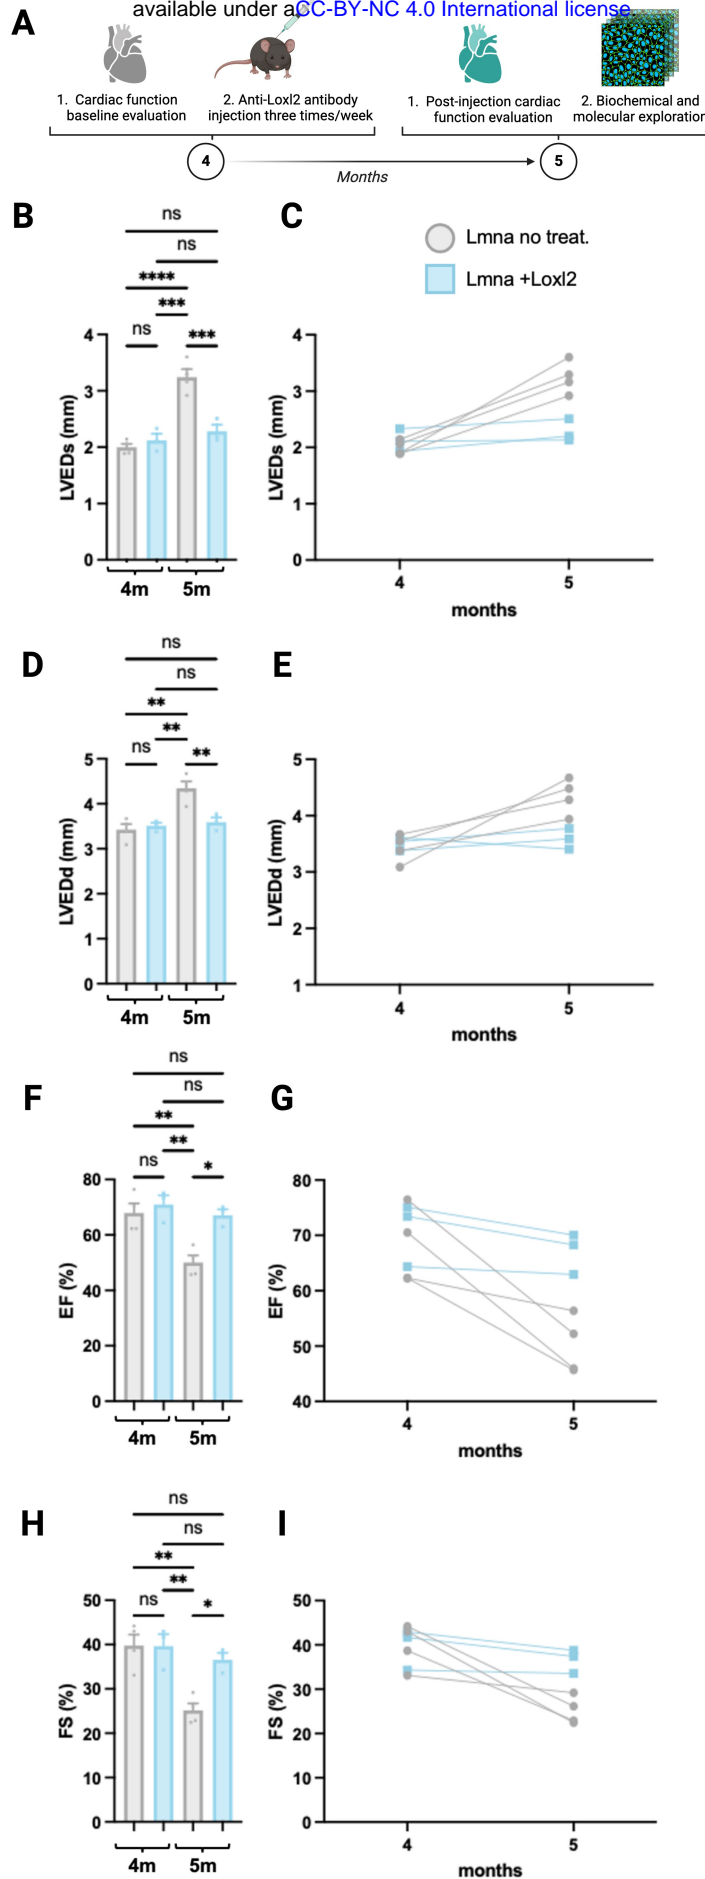 available under aCC-BY-NC 4.0 International license.
A
1. Cardiac function
baseline evaluation
2. Anti-Loxl2 antibody
injection three times/week
1. Post-injection cardiac
function evaluation
2. Biochemical and
molecular exploration
4
5
Months
B
ns
ns
****
***
ns
***
LVEDs (mm)
4
3
2
1
0
4m
5m
C
Lmna no treat.
Lmna +Loxl2
LVEDs (mm)
4
3
2
1
0
4
5
months
D
ns
ns
**
**
ns
**
LVEDd (mm)
5
4
3
2
1
0
4m
5m
E
LVEDd (mm)
5
4
3
2
1
4
5
months
F
ns
ns
**
**
ns
*
EF (%)
80
60
40
20
0
4m
5m
G
EF (%)
80
70
60
50
40
4
5
months
H
ns
ns
**
**
ns
*
FS (%)
50
40
30
20
10
0
4m
5m
I
FS (%)
50
40
30
20
10
0
4
5
months